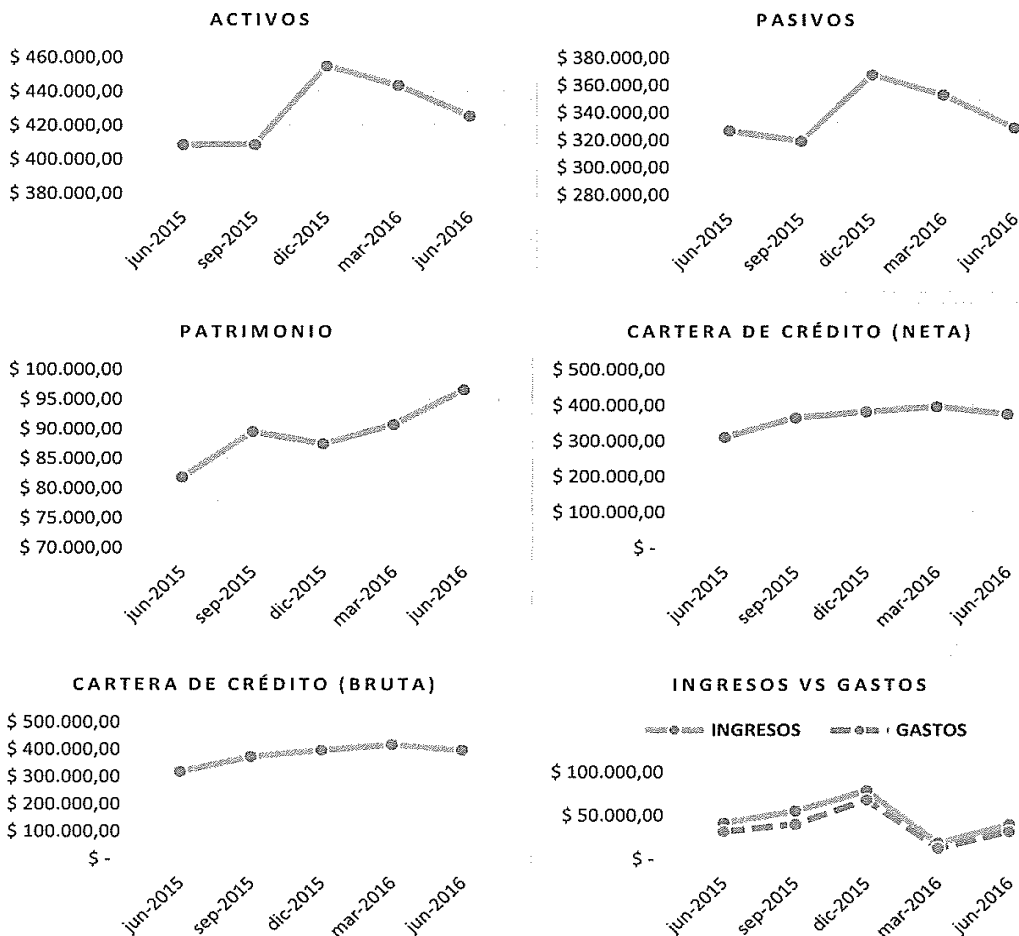 ACTIVOS
$ 460.000,00
$ 440.000,00
$ 420.000,00
$ 400.000,00
$ 380.000,00
jun-2015
sep-2015
dic-2015
mar-2016
jun-2016
PASIVOS
$ 380.000,00
$ 360.000,00
$ 340.000,00
$ 320.000,00
$ 300.000,00
$ 280.000,00
jun-2015
sep-2015
dic-2015
mar-2016
jun-2016
PATRIMONIO
$ 100.000,00
$ 95.000,00
$ 90.000,00
$ 85.000,00
$ 80.000,00
$ 75.000,00
$ 70.000,00
jun-2015
sep-2015
dic-2015
mar-2016
jun-2016
CARTERA DE CRÉDITO (NETA)
$ 500.000,00
$ 400.000,00
$ 300.000,00
$ 200.000,00
$ 100.000,00
$ -
jun-2015
sep-2015
dic-2015
mar-2016
jun-2016
CARTERA DE CRÉDITO (BRUTA)
$ 500.000,00
$ 400.000,00
$ 300.000,00
$ 200.000,00
$ 100.000,00
$ -
jun-2015
sep-2015
dic-2015
mar-2016
jun-2016
INGRESOS VS GASTOS
INGRESOS GASTOS
$ 100.000,00
$ 50.000,00
$ -
jun-2015
sep-2015
dic-2015
mar-2016
jun-2016